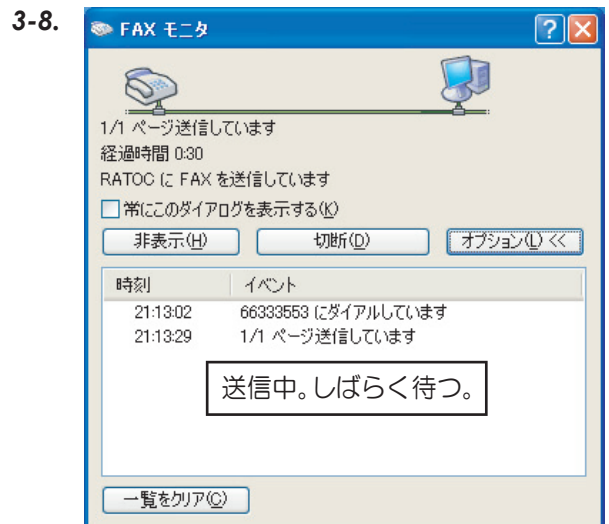 3-8.
FAX モニタ
1/1 ページ送信しています
経過時間 0:30
RATOC に FAX を送信しています
常にこのダイアログを表示する(K)
非表示(H) 切断(D) オプション(L) <<
時刻 イベント
21:13:02 66333553 にダイアルしています
21:13:29 1/1 ページ送信しています
送信中。しばらく待つ。
一覧をクリア(C)